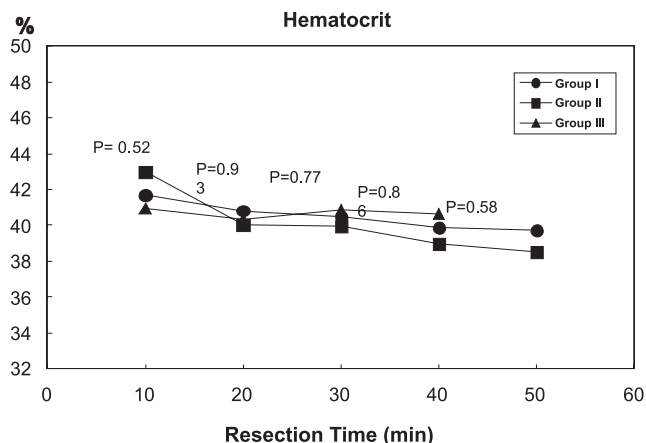 Hematocrit
%
50
48
46
44
42
40
38
36
34
32
Group I
Group II
Group III
P= 0.52
P=0.9
3
P=0.77
P=0.8
6
P=0.58
0
10
20
30
40
50
60
Resection Time (min)